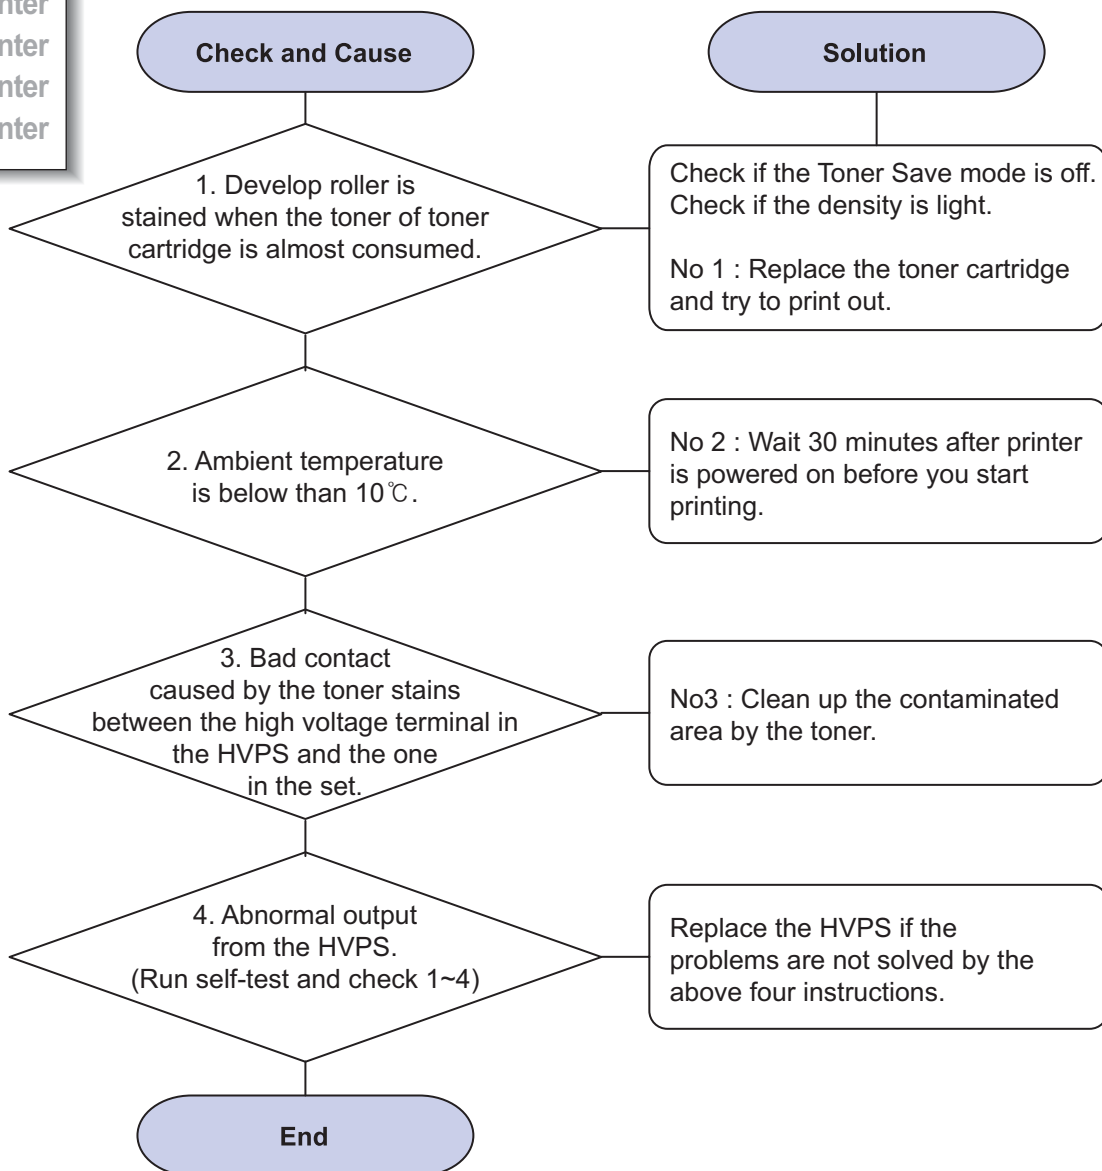 nter
nter
nter
nter
Check and Cause
Solution
1. Develop roller is
stained when the toner of toner
cartridge is almost consumed.
Check if the Toner Save mode is off.
Check if the density is light.
No 1 : Replace the toner cartridge
and try to print out.
2. Ambient temperature
is below than 10℃.
No 2 : Wait 30 minutes after printer
is powered on before you start
printing.
3. Bad contact
caused by the toner stains
between the high voltage terminal in
the HVPS and the one
in the set.
No3 : Clean up the contaminated
area by the toner.
4. Abnormal output
from the HVPS.
(Run self-test and check 1~4)
Replace the HVPS if the
problems are not solved by the
above four instructions.
End